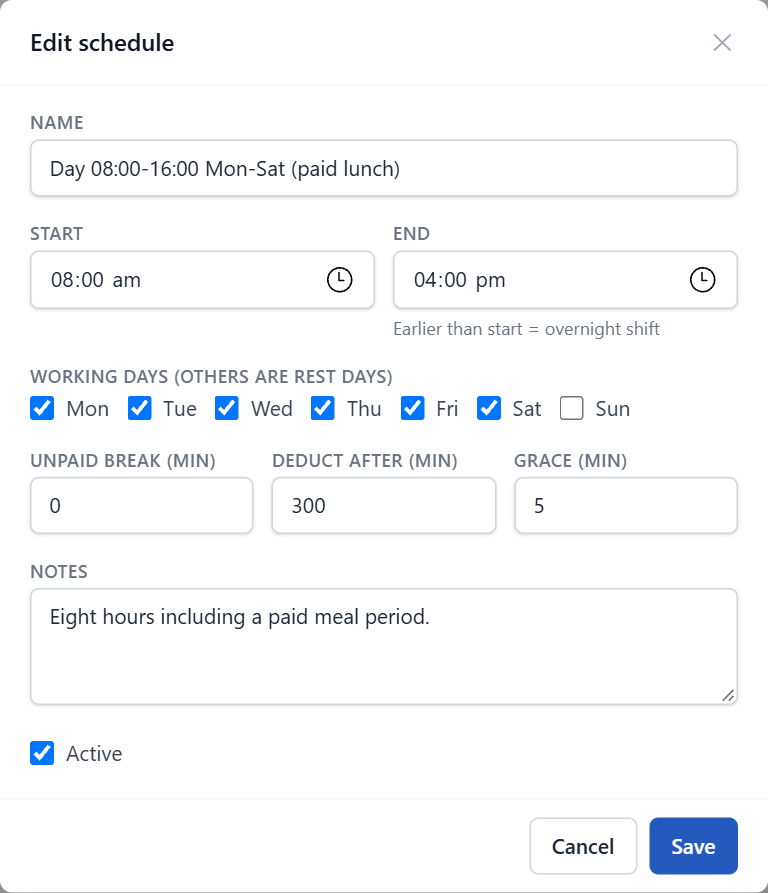 Edit schedule
NAME
Day 08:00-16:00 Mon-Sat (paid lunch)
START
END
08:00 am
04:00 pm
Earlier than start = overnight shift
WORKING DAYS (OTHERS ARE REST DAYS)
Mon Tue Wed Thu Fri Sat Sun
UNPAID BREAK (MIN)
DEDUCT AFTER (MIN)
GRACE (MIN)
0
300
5
NOTES
Eight hours including a paid meal period.
Active
Cancel
Save